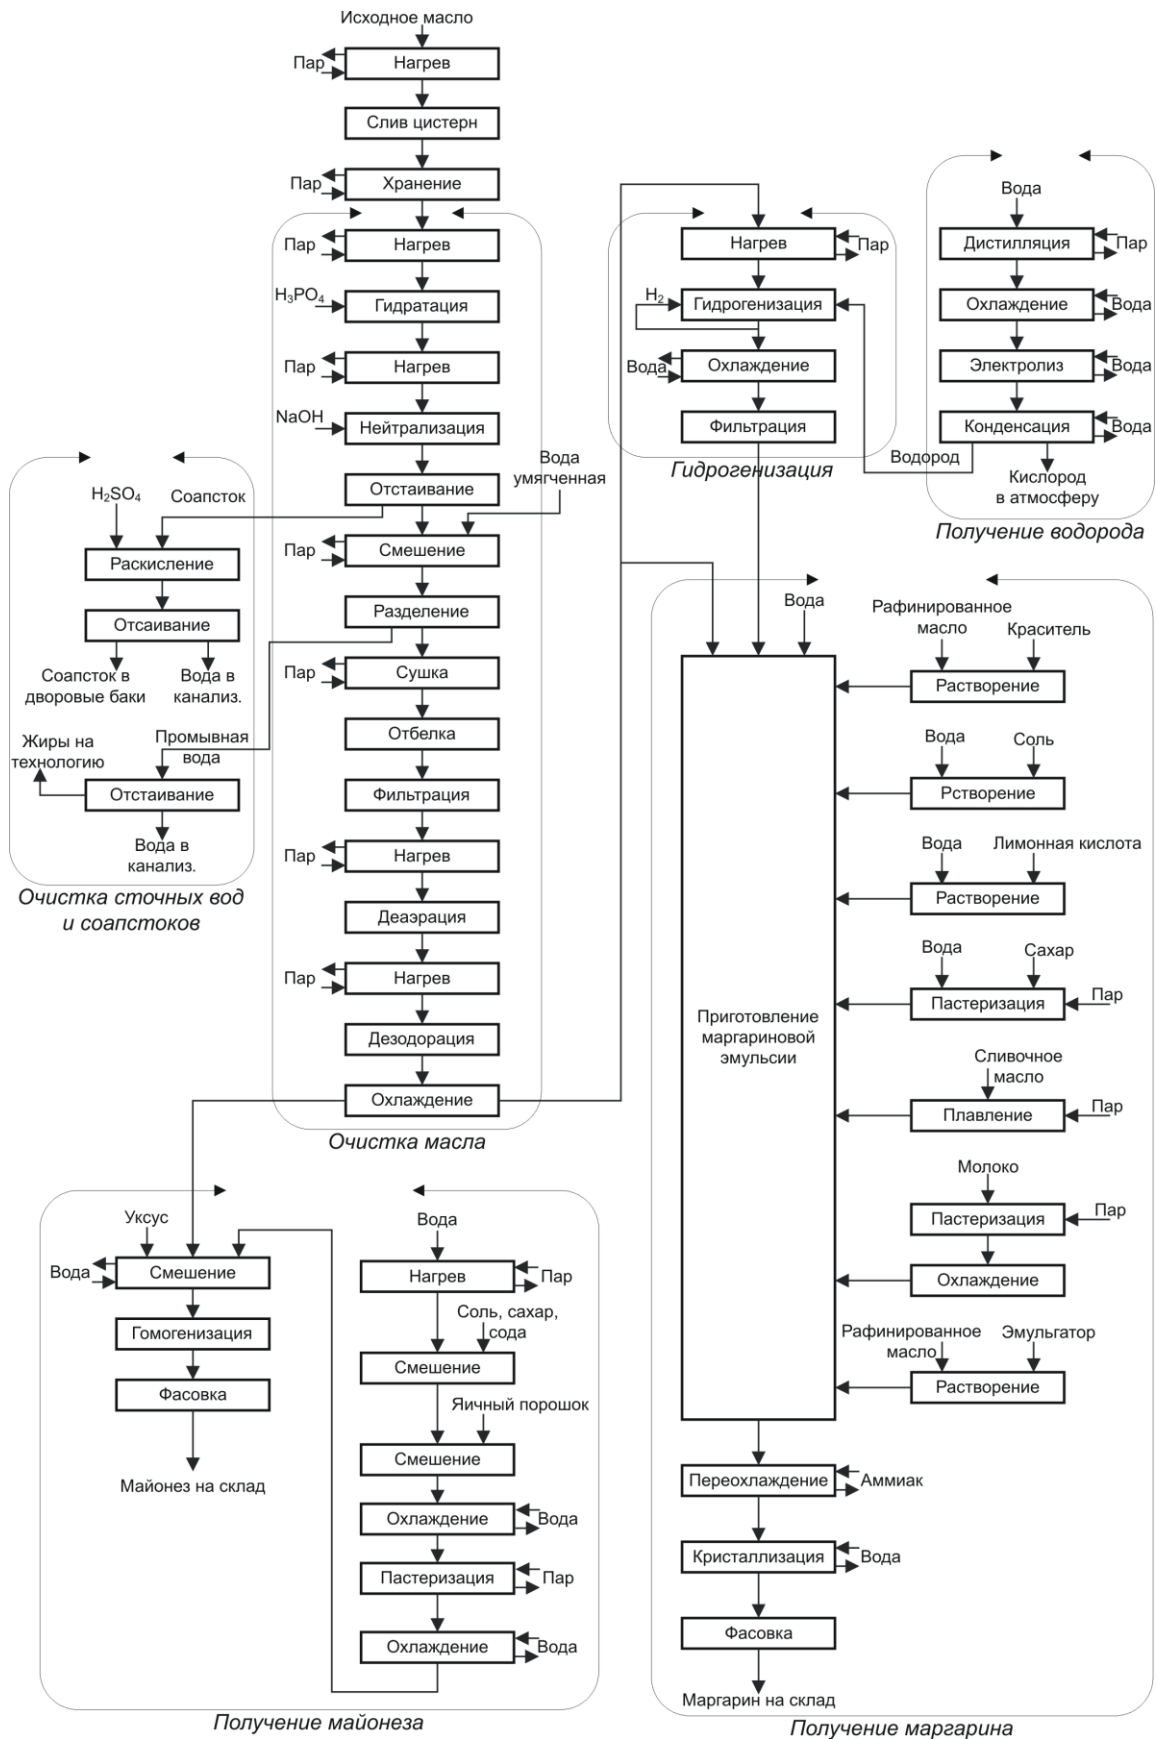 Исходное масло
Пар
Нагрев
Слив цистерн
Пар
Хранение
Пар
Нагрев
H₃PO₄
Гидратация
Пар
Нагрев
NaOH
Нейтрализация
Отстаивание
Вода
умягченная
Пар
Смешение
Разделение
Пар
Сушка
Отбелка
Фильтрация
Пар
Нагрев
Деаэрация
Пар
Нагрев
Дезодорация
Охлаждение
Очистка масла
H₂SO₄
Соапсток
Раскисление
Отсаивание
Соапсток в
дворовые баки
Вода в
канализ.
Жиры на
технологию
Промывная
вода
Отстаивание
Вода в
канализ.
Очистка сточных вод
и соапстоков
Нагрев
Пар
H₂
Гидрогенизация
Вода
Охлаждение
Фильтрация
Гидрогенизация
Вода
Дистилляция
Пар
Охлаждение
Вода
Электролиз
Вода
Конденсация
Вода
Водород
Кислород
в атмосферу
Получение водорода
Вода
Приготовление
маргариновой
эмульсии
Рафинированное
масло
Краситель
Растворение
Вода
Соль
Рстворение
Вода
Лимонная кислота
Растворение
Вода
Сахар
Пастеризация
Пар
Сливочное
масло
Плавление
Пар
Молоко
Пастеризация
Пар
Охлаждение
Рафинированное
масло
Эмульгатор
Растворение
Переохлаждение
Аммиак
Кристаллизация
Вода
Фасовка
Маргарин на склад
Получение маргарина
Уксус
Вода
Смешение
Гомогенизация
Фасовка
Майонез на склад
Вода
Нагрев
Пар
Соль, сахар,
сода
Смешение
Яичный порошок
Смешение
Охлаждение
Вода
Пастеризация
Пар
Охлаждение
Вода
Получение майонеза